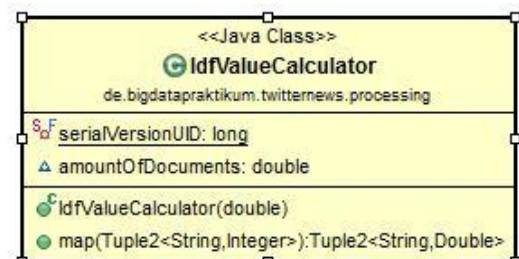 <<Java Class>>
IdfValueCalculator
de.bigdatapraktikum.twitternews.processing
serialVersionUID: long
amountOfDocuments: double
IdfValueCalculator(double)
map(Tuple2<String,Integer>):Tuple2<String,Double>